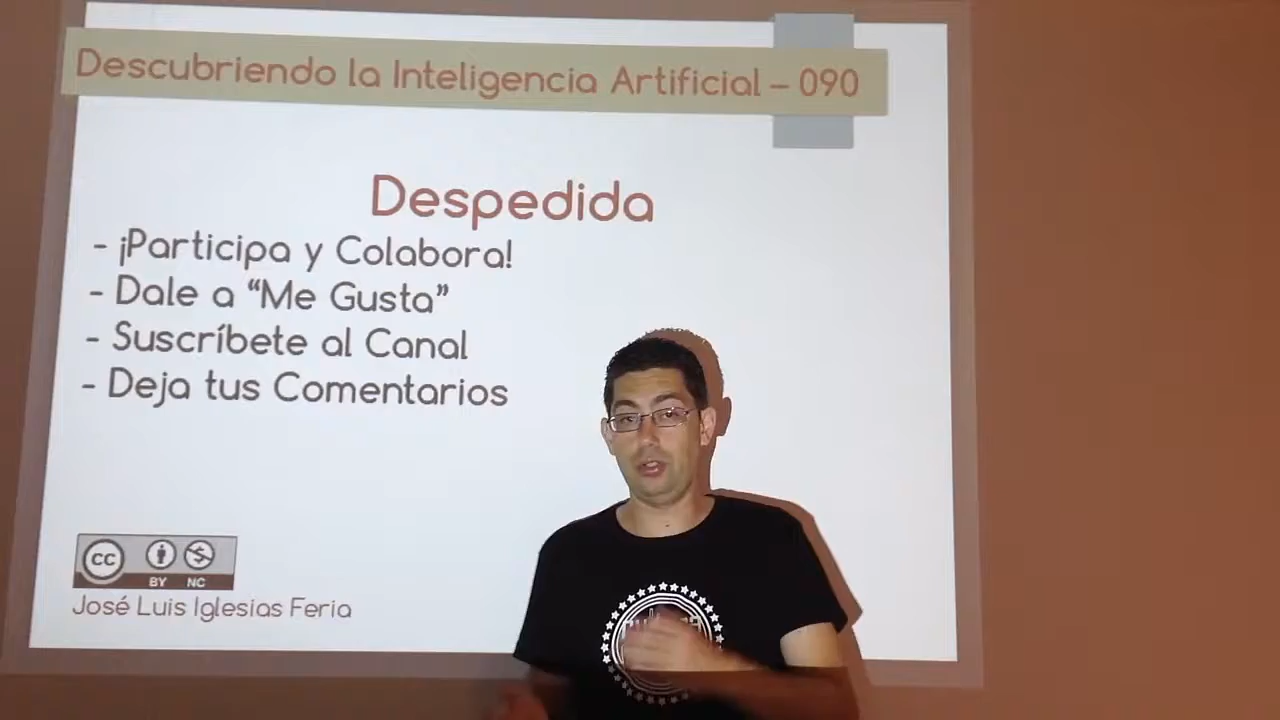 Descubriendo la Inteligencia Artificial – 090
Despedida
- ¡Participa y Colabora!
- Dale a “Me Gusta”
- Suscríbete al Canal
- Deja tus Comentarios
cc
BY NC
José Luis Iglesias Feria